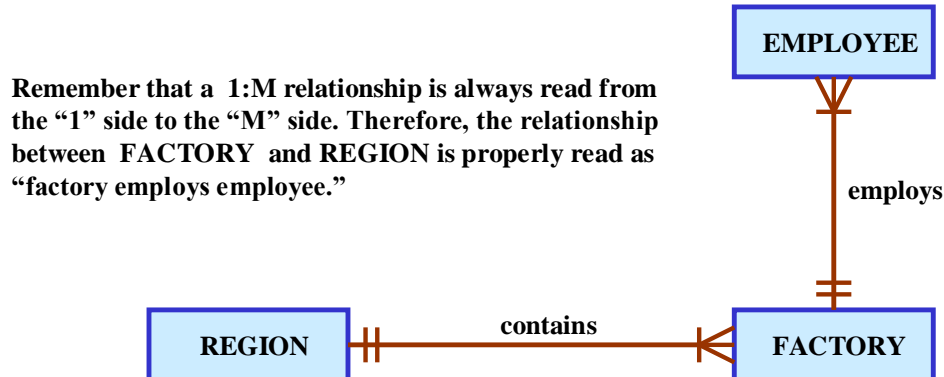 EMPLOYEE
Remember that a 1:M relationship is always read from
the “1” side to the “M” side. Therefore, the relationship
between FACTORY and REGION is properly read as
“factory employs employee.”
employs
contains
REGION
FACTORY